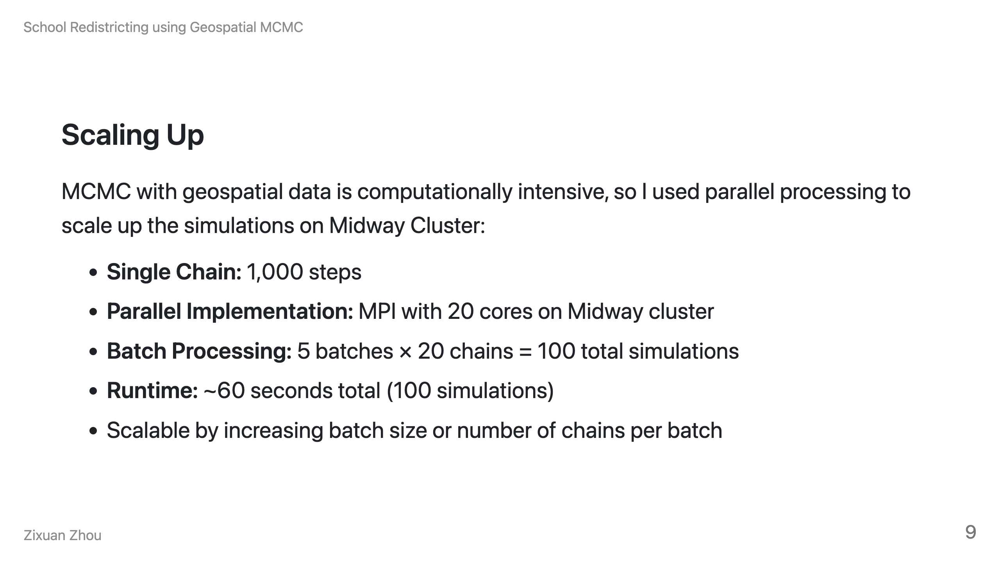 School Redistricting using Geospatial MCMC
Scaling Up
MCMC with geospatial data is computationally intensive, so I used parallel processing to
scale up the simulations on Midway Cluster:
• Single Chain: 1,000 steps
• Parallel Implementation: MPI with 20 cores on Midway cluster
• Batch Processing: 5 batches × 20 chains = 100 total simulations
• Runtime: ~60 seconds total (100 simulations)
• Scalable by increasing batch size or number of chains per batch
Zixuan Zhou
9